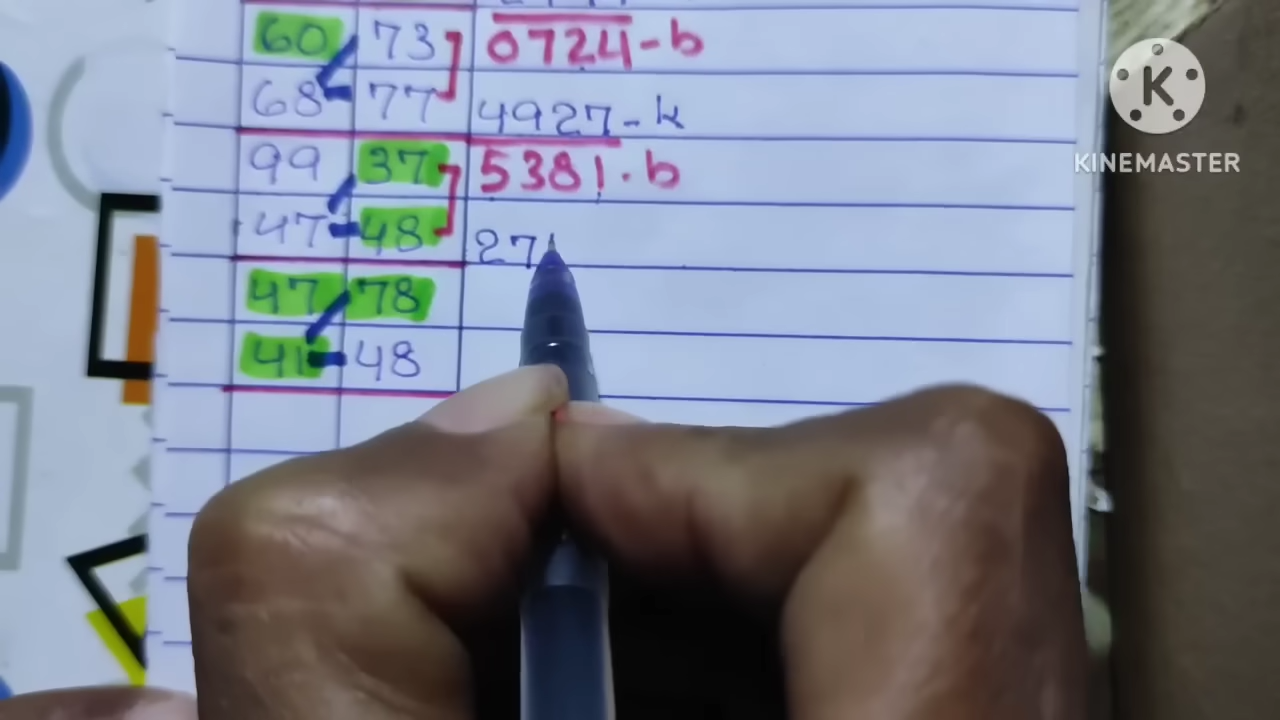 60 73 0724-b
68 77 4927-k
99 37 5381.b
47 48 27
47 78
41 48
K
KINEMASTER